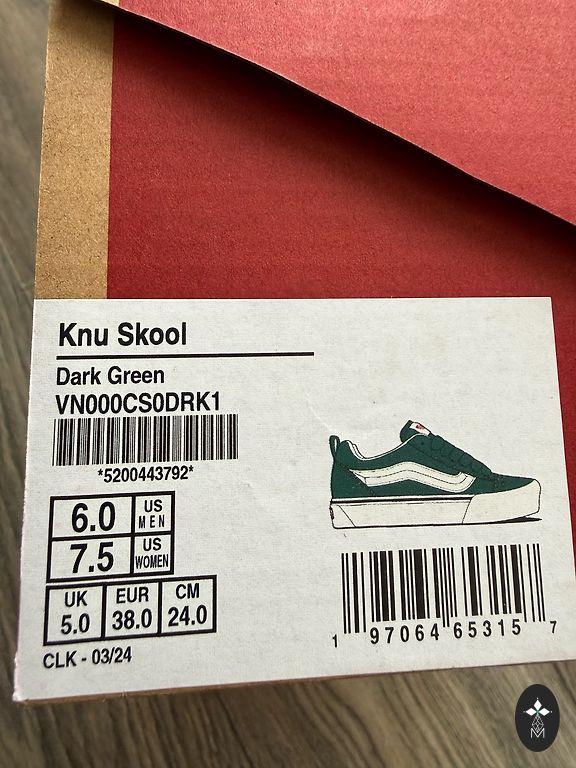 Knu Skool
Dark Green
VN000CS0DRK1
*5200443792*
6.0 US MEN
7.5 US WOMEN
UK EUR CM
5.0 38.0 24.0
CLK - 03/24
1 97064 65315 7
M